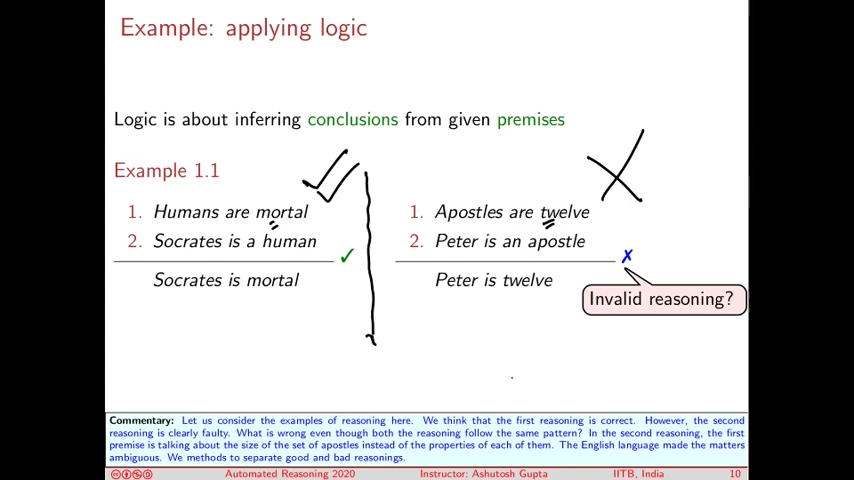 Example: applying logic
Logic is about inferring conclusions from given premises
Example 1.1
1. Humans are mortal
2. Socrates is a human
Socrates is mortal
✓
1. Apostles are twelve
2. Peter is an apostle
Peter is twelve
✗
Invalid reasoning?
Commentary: Let us consider the examples of reasoning here. We think that the first reasoning is correct. However, the second
reasoning is clearly faulty. What is wrong even though both the reasoning follow the same pattern? In the second reasoning, the first
premise is talking about the size of the set of apostles instead of the properties of each of them. The English language made the matters
ambiguous. We methods to separate good and bad reasonings.
Automated Reasoning 2020 Instructor: Ashutosh Gupta IITB, India 10